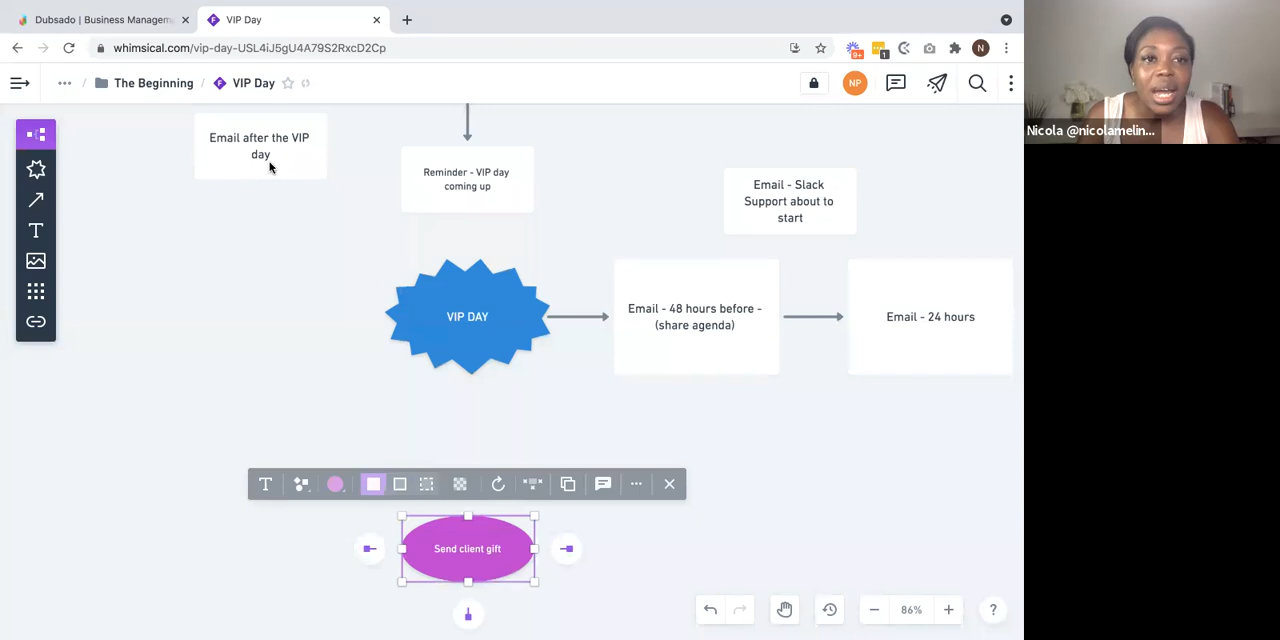 Dubsado | Business Managem
VIP Day
whimsical.com/vip-day-USL4iJ5gU4A79S2RxcD2Cp
9+
1
N
The Beginning
/
VIP Day
NP
Nicola @nicolamelin...
Email after the VIP
day
Reminder - VIP day
coming up
Email - Slack
Support about to
start
VIP DAY
Email - 48 hours before -
(share agenda)
Email - 24 hours
Send client gift
86%